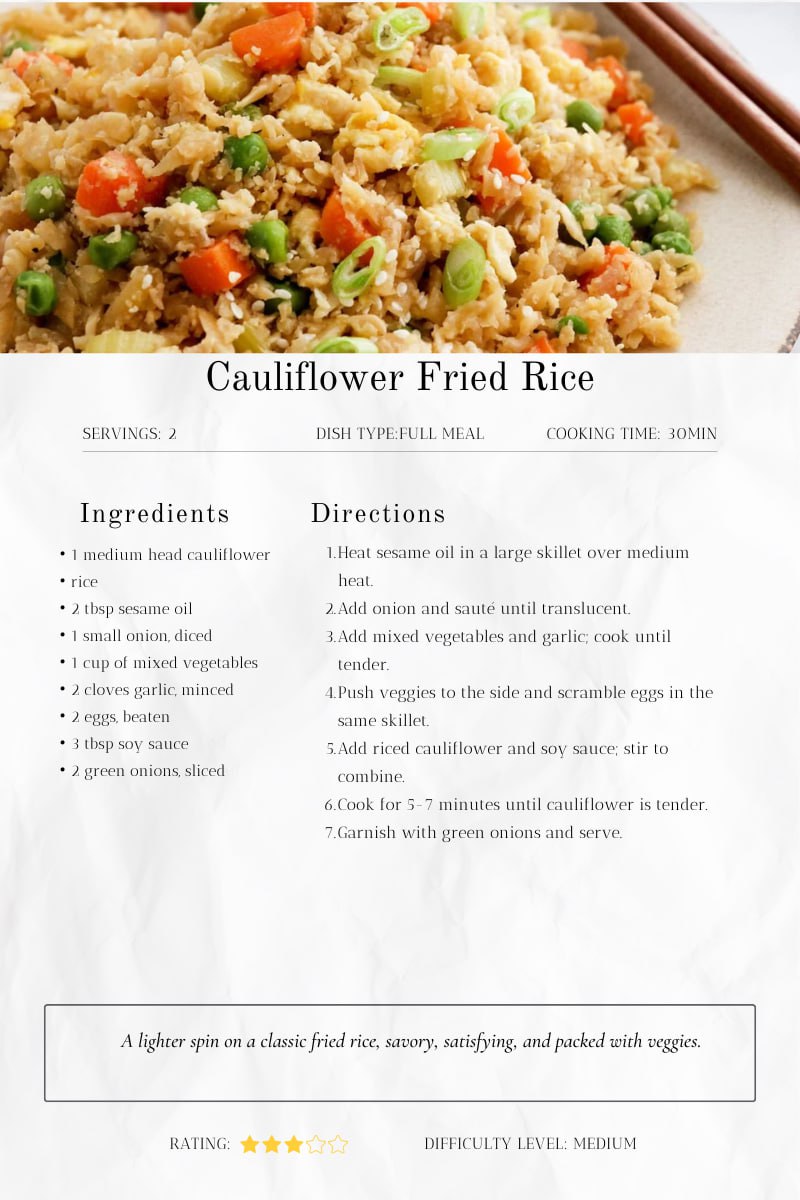 Cauliflower Fried Rice
SERVINGS: 2 DISH TYPE:FULL MEAL COOKING TIME: 30MIN
Ingredients
• 1 medium head cauliflower
• rice
• 2 tbsp sesame oil
• 1 small onion, diced
• 1 cup of mixed vegetables
• 2 cloves garlic, minced
• 2 eggs, beaten
• 3 tbsp soy sauce
• 2 green onions, sliced
Directions
1.Heat sesame oil in a large skillet over medium
heat.
2.Add onion and sauté until translucent.
3.Add mixed vegetables and garlic; cook until
tender.
4.Push veggies to the side and scramble eggs in the
same skillet.
5.Add riced cauliflower and soy sauce; stir to
combine.
6.Cook for 5-7 minutes until cauliflower is tender.
7.Garnish with green onions and serve.
A lighter spin on a classic fried rice, savory, satisfying, and packed with veggies.
RATING: DIFFICULTY LEVEL: MEDIUM